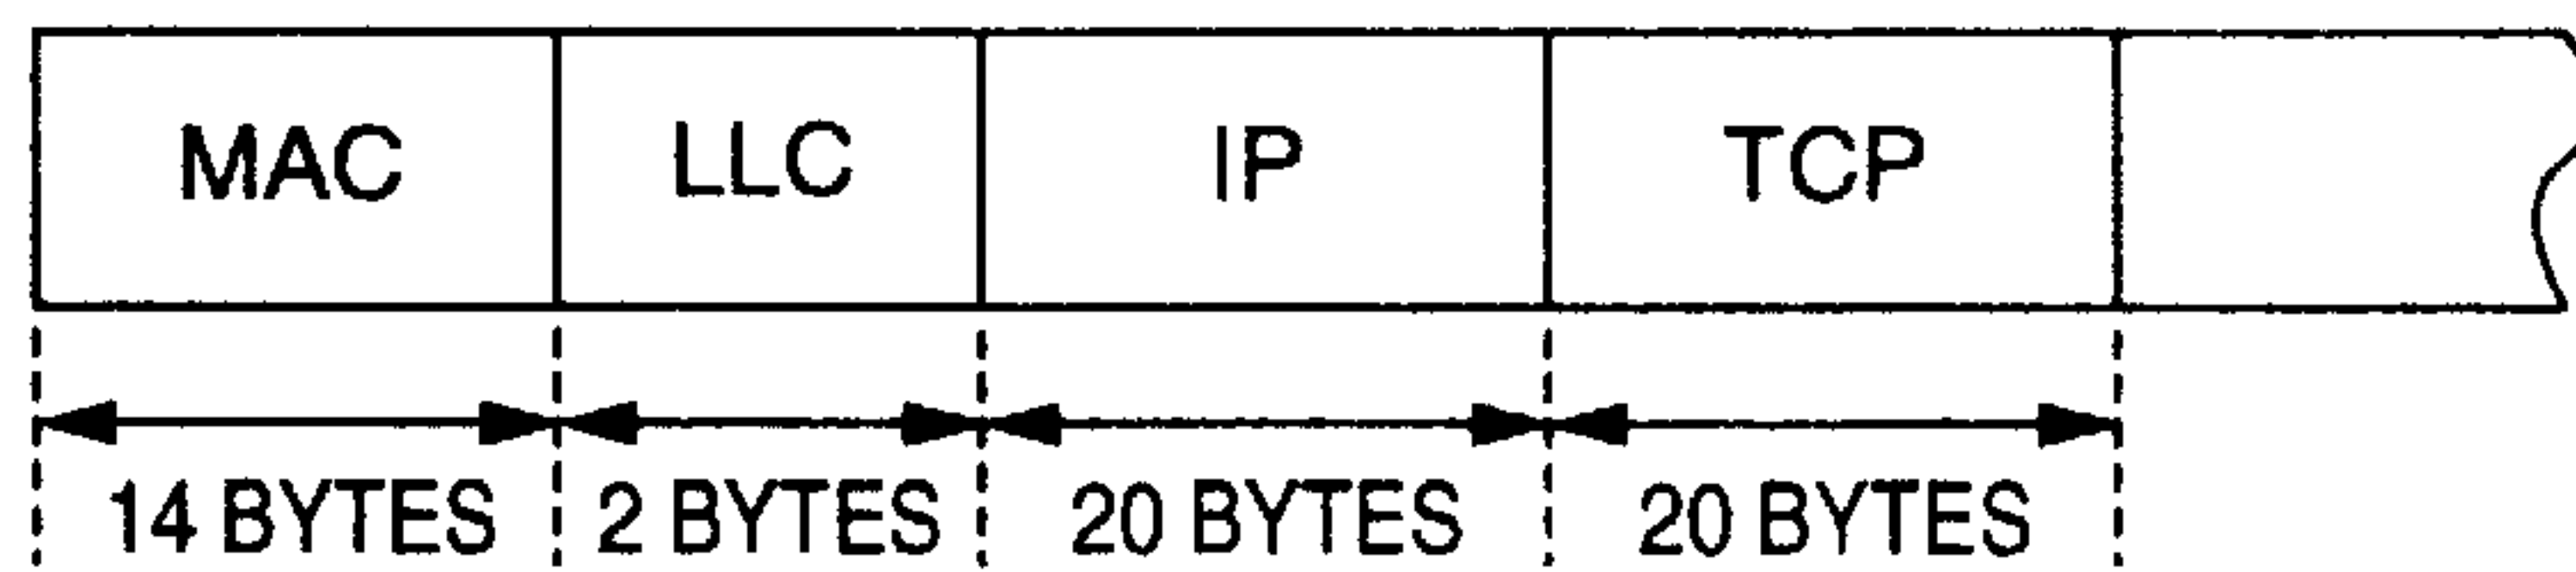 MAC LLC IP TCP
14 BYTES 2 BYTES 20 BYTES 20 BYTES